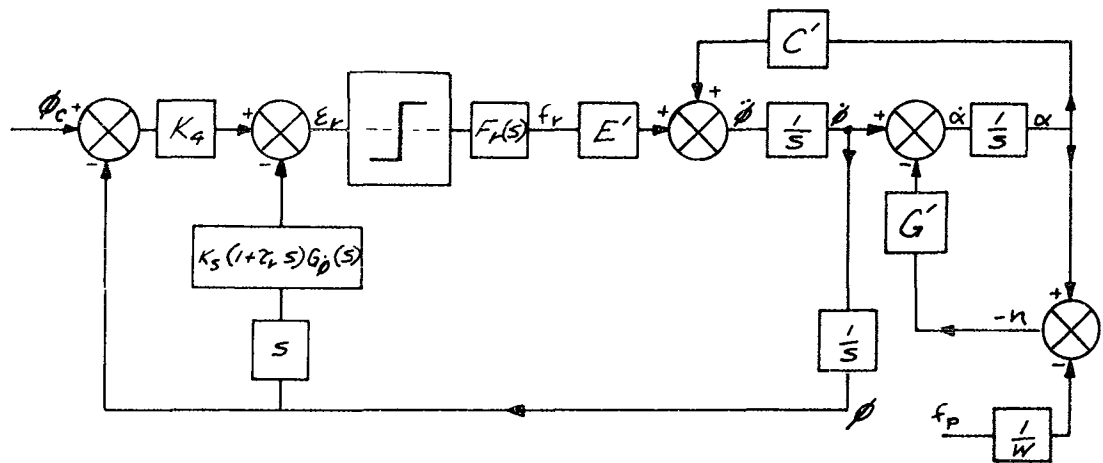 C′
ϕc + K4 + εr Fr(s) fr E′ + + ϕ̈ 1/s ϕ̇ + α̇ 1/s α
- - -
G′
Ks (1+τr s) Gϕ̇(s)
s
1/s
-n + -
ϕ
fp 1/W